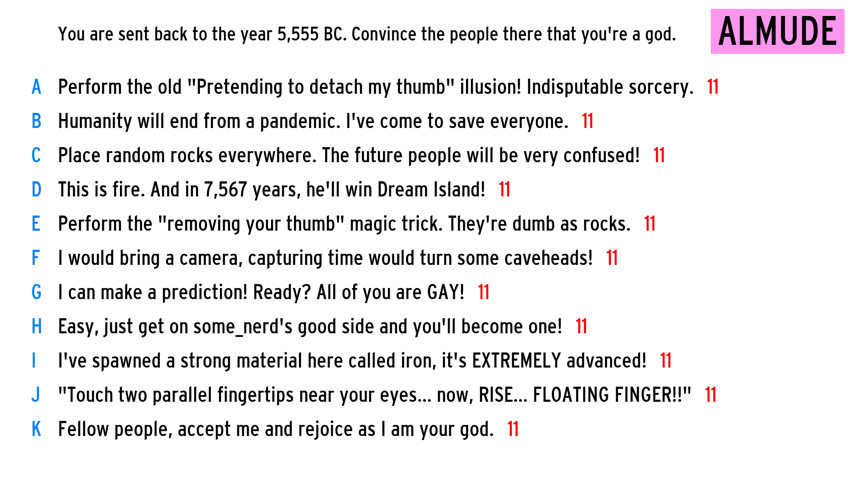 You are sent back to the year 5,555 BC. Convince the people there that you're a god.
ALMUDE
A Perform the old "Pretending to detach my thumb" illusion! Indisputable sorcery. 11
B Humanity will end from a pandemic. I've come to save everyone. 11
C Place random rocks everywhere. The future people will be very confused! 11
D This is fire. And in 7,567 years, he'll win Dream Island! 11
E Perform the "removing your thumb" magic trick. They're dumb as rocks. 11
F I would bring a camera, capturing time would turn some caveheads! 11
G I can make a prediction! Ready? All of you are GAY! 11
H Easy, just get on some_nerd's good side and you'll become one! 11
I I've spawned a strong material here called iron, it's EXTREMELY advanced! 11
J "Touch two parallel fingertips near your eyes... now, RISE... FLOATING FINGER!!" 11
K Fellow people, accept me and rejoice as I am your god. 11